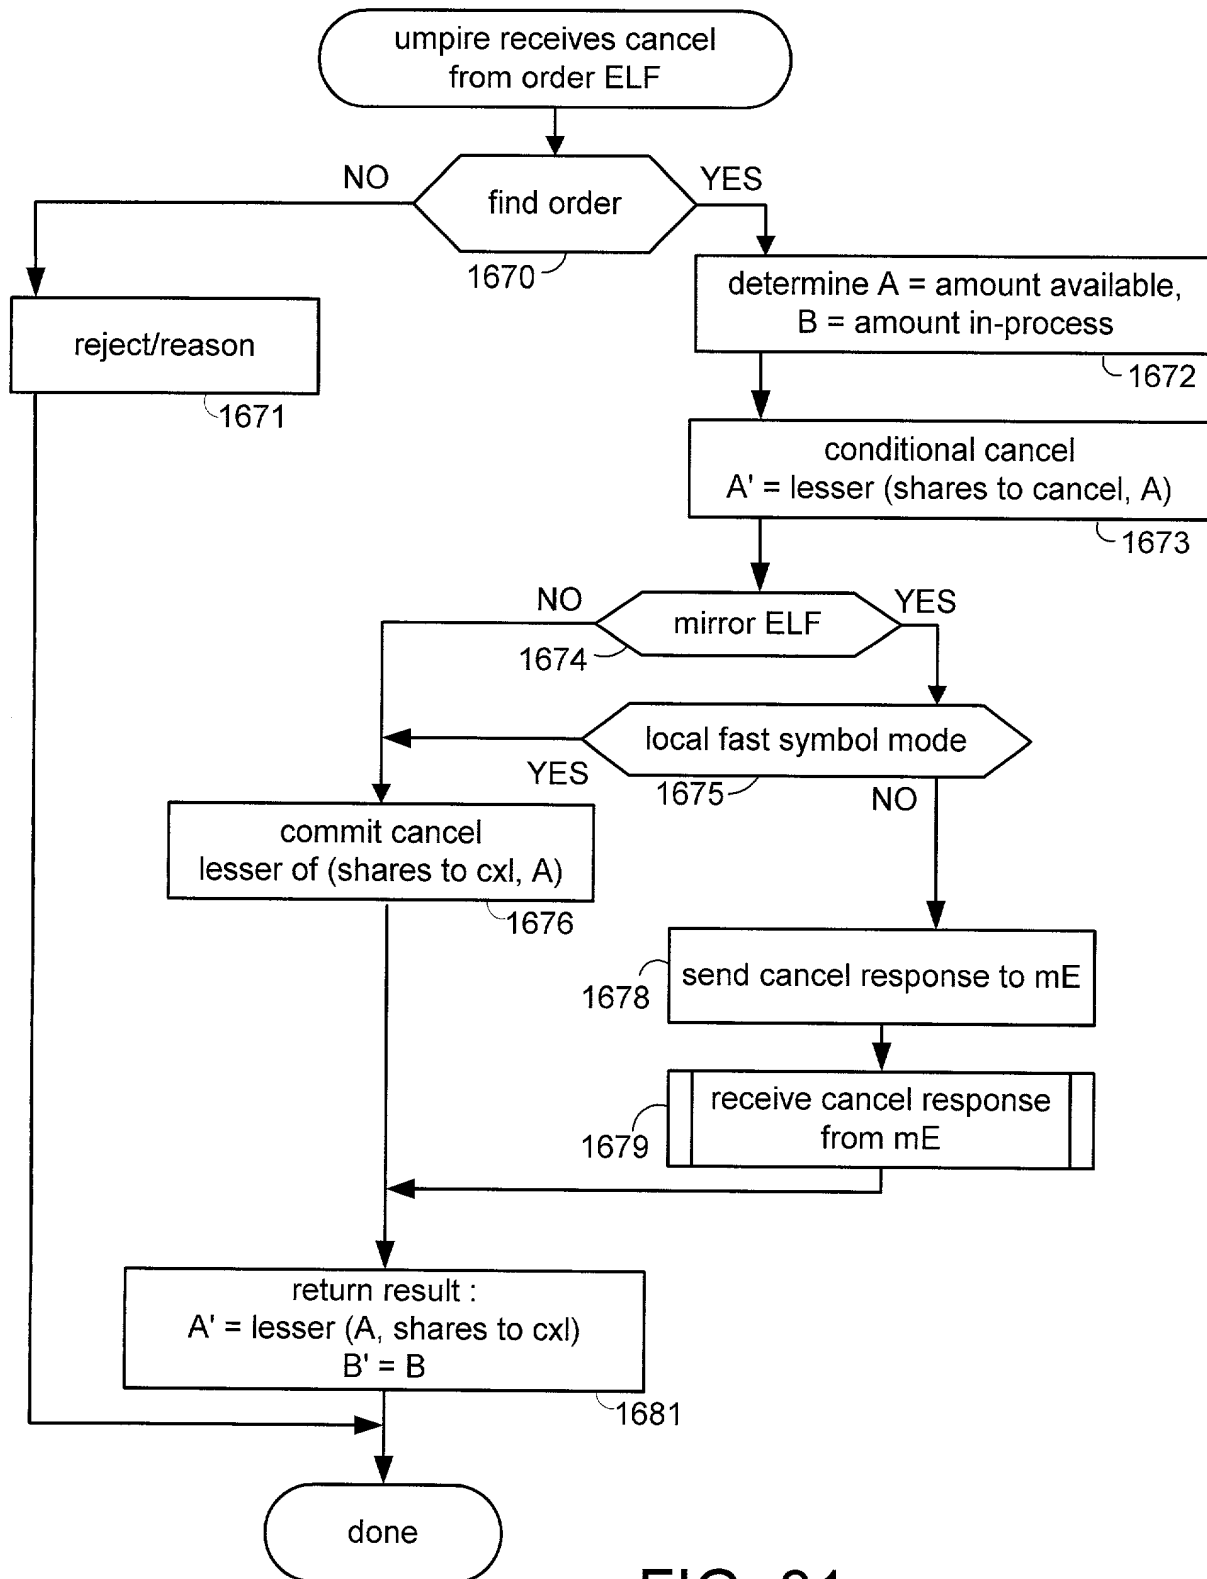 umpire receives cancel
from order ELF
NO
YES
find order
1670
determine A = amount available,
B = amount in-process
1672
reject/reason
1671
conditional cancel
A' = lesser (shares to cancel, A)
1673
NO
YES
mirror ELF
1674
local fast symbol mode
YES
1675
NO
commit cancel
lesser of (shares to cxl, A)
1676
send cancel response to mE
1678
receive cancel response
from mE
1679
return result :
A' = lesser (A, shares to cxl)
B' = B
1681
done